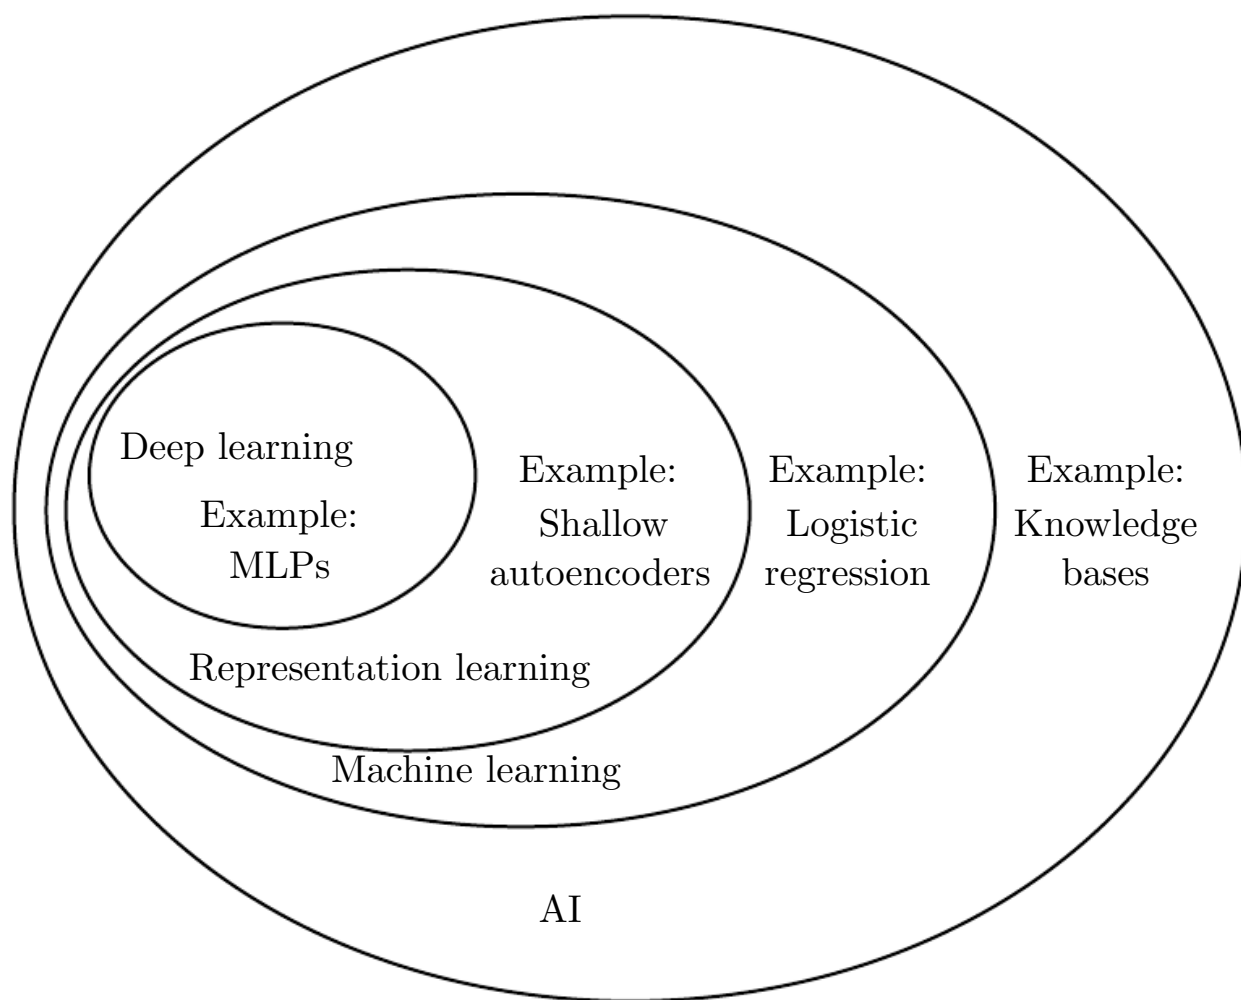 Deep learning
Example:
MLPs
Example:
Shallow
autoencoders
Example:
Logistic
regression
Example:
Knowledge
bases
Representation learning
Machine learning
AI